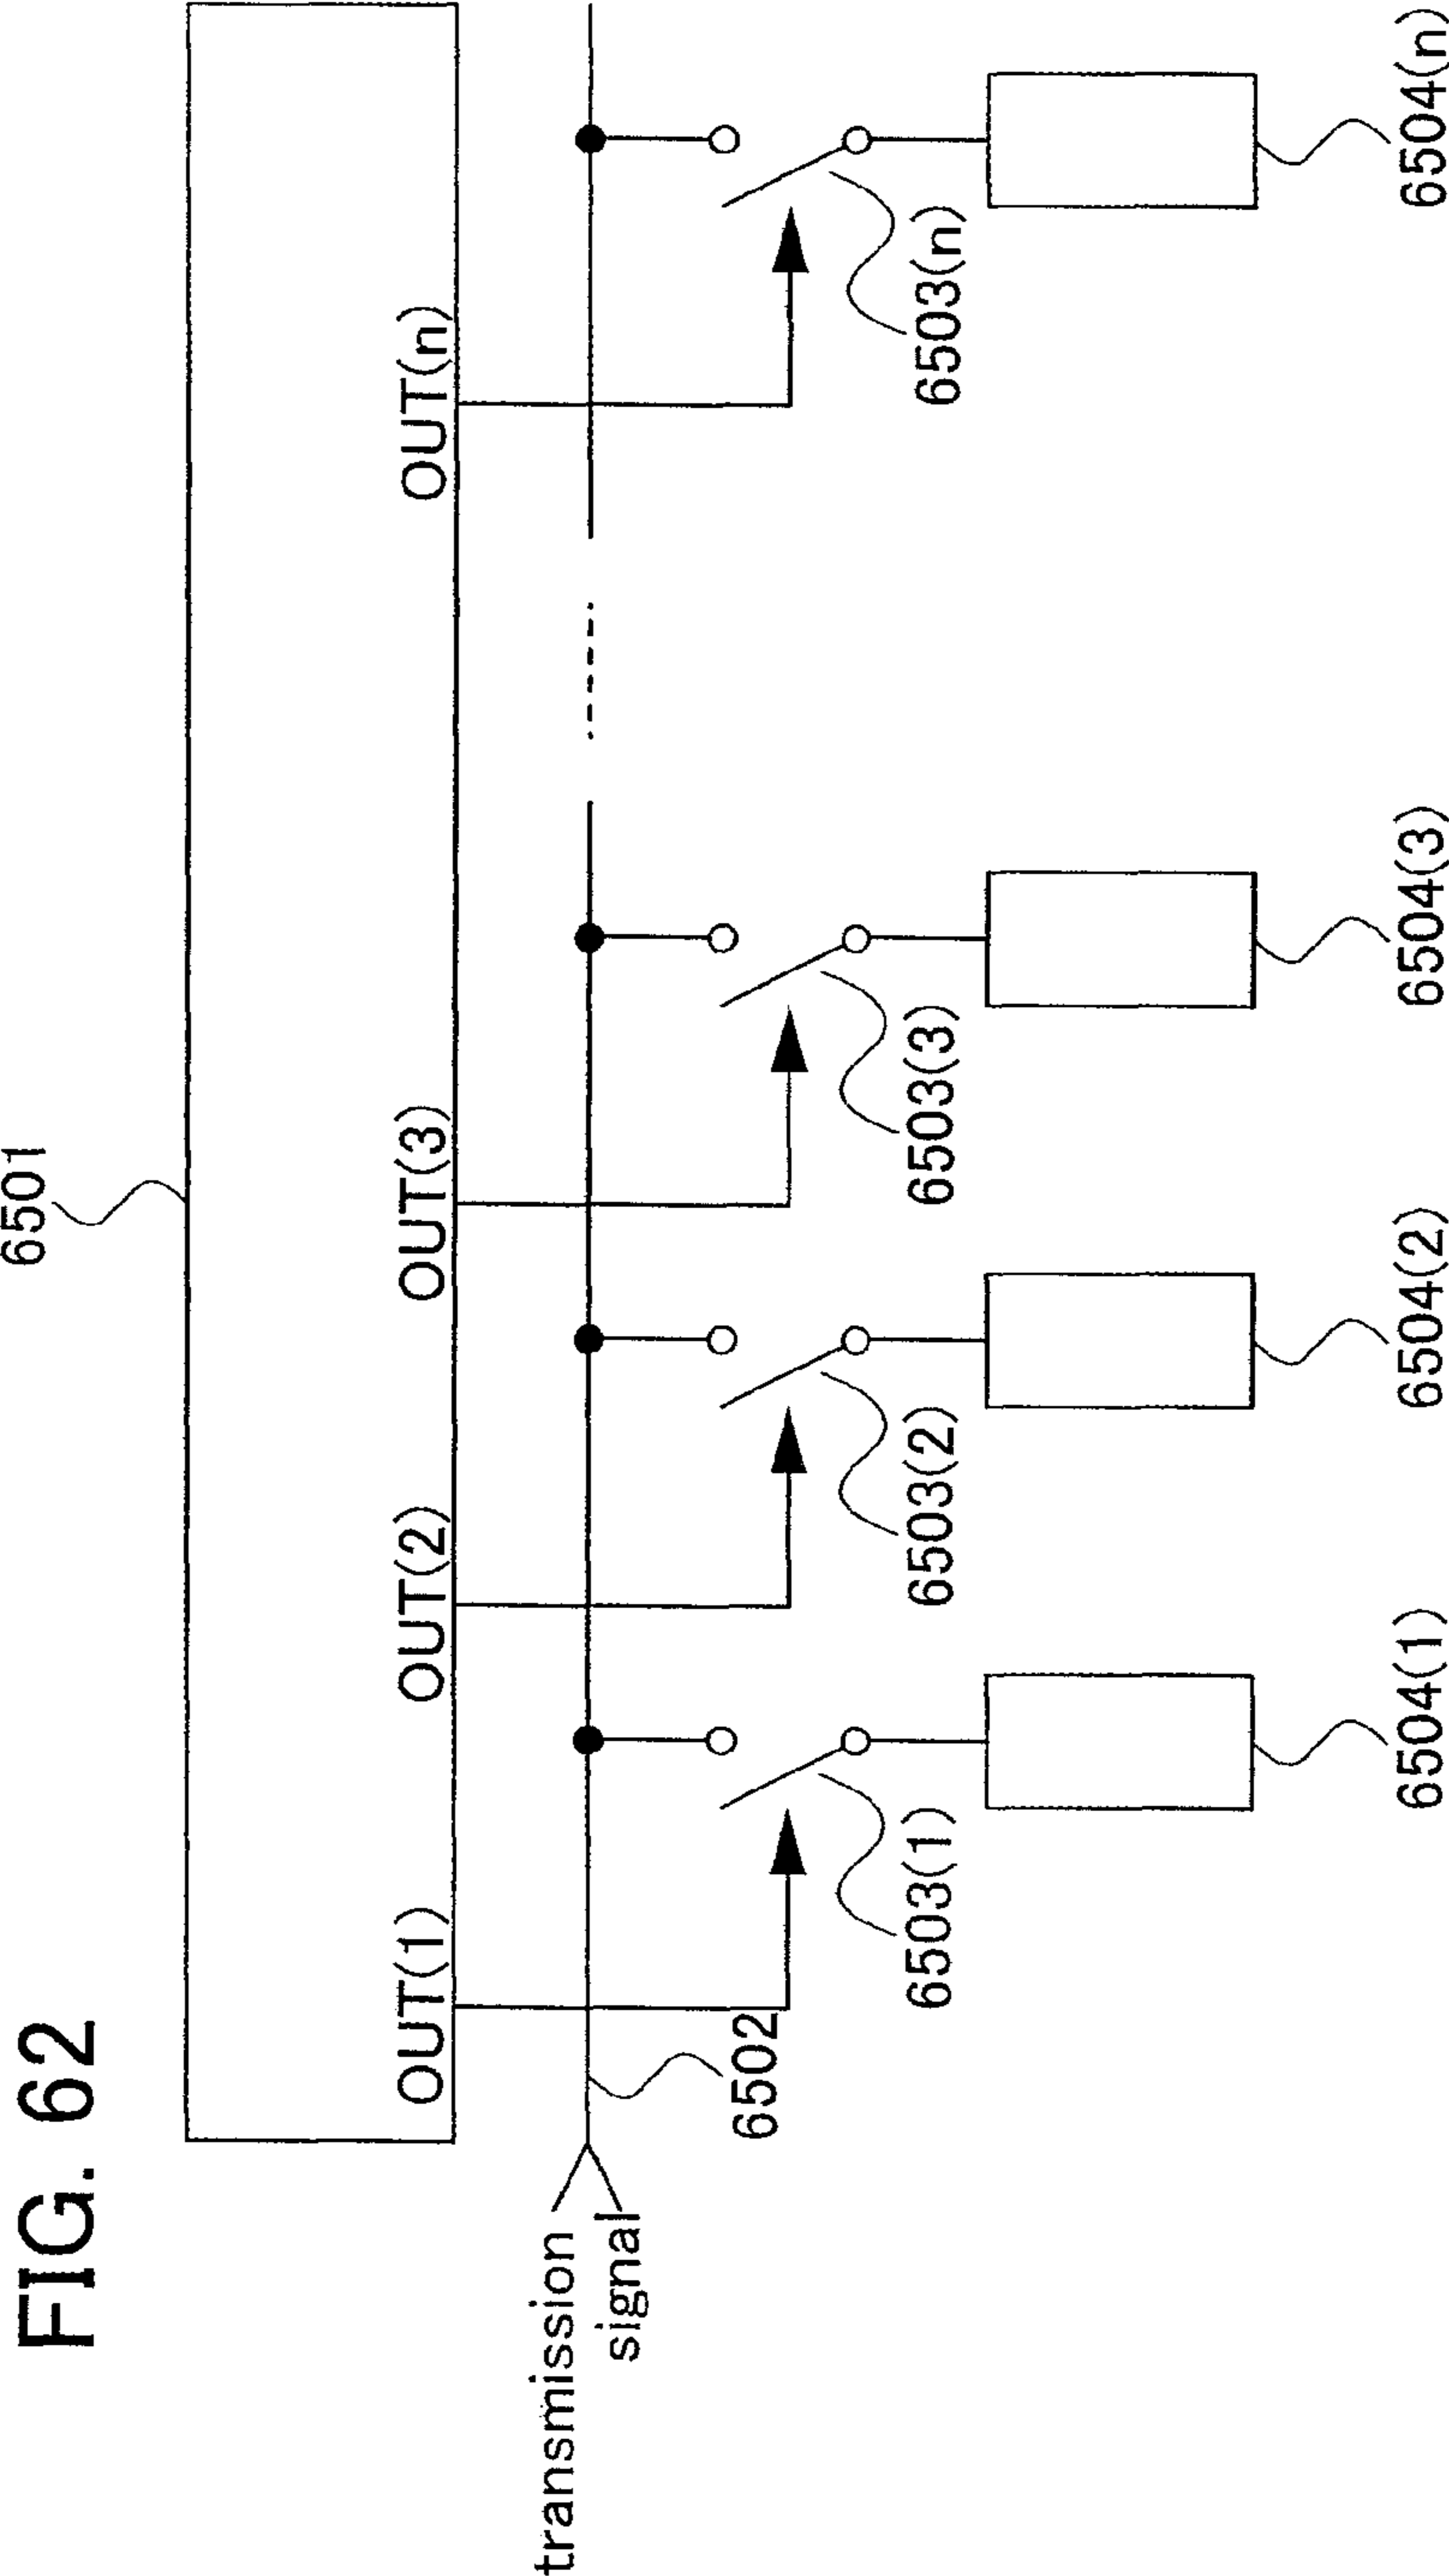 FIG. 62
6501
OUT(1)
OUT(2)
OUT(3)
OUT(n)
transmission
signal
6502
6503(1)
6503(2)
6503(3)
6503(n)
6504(1)
6504(2)
6504(3)
6504(n)